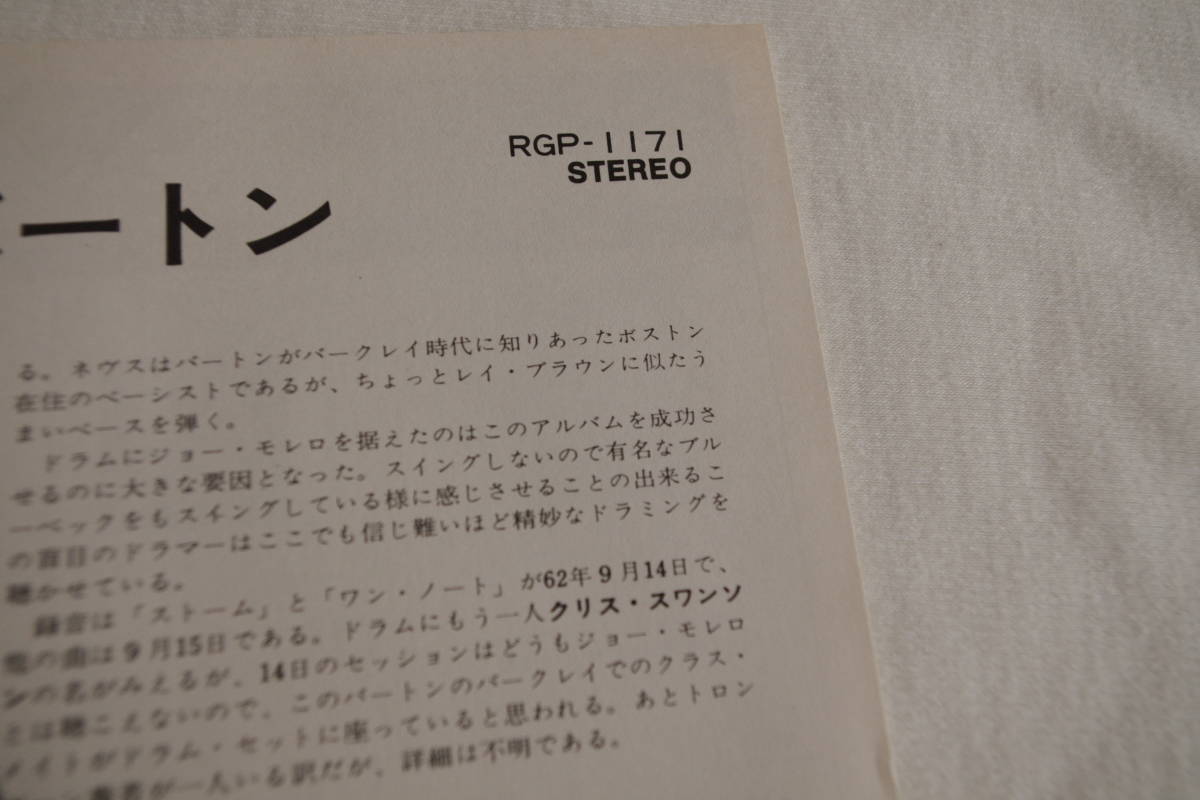 RGP-1171
STEREO
ートン
る。ネヴスはバートンがバークレイ時代に知りあったボストン
在住のベーシストであるが、ちょっとレイ・ブラウンに似たう
まいベースを弾く。
ドラムにジョー・モレロを据えたのはこのアルバムを成功さ
せるのに大きな要因となった。スイングしないので有名なブル
ーベックをもスイングしている様に感じさせることの出来るこ
の盲目のドラマーはここでも信じ難いほど精妙なドラミングを
聴かせている。
録音は「ストーム」と「ワン・ノート」が62年9月14日で、
他の曲は9月15日である。ドラムにもう一人クリス・スワンソ
ンの名がみえるが、14日のセッションはどうもジョー・モレロ
とは聴こえないので、このバートンのバークレイでのクラス・
メイトがドラム・セットに座っていると思われる。あとトロン
奏者が一人いる訳だが、詳細は不明である。